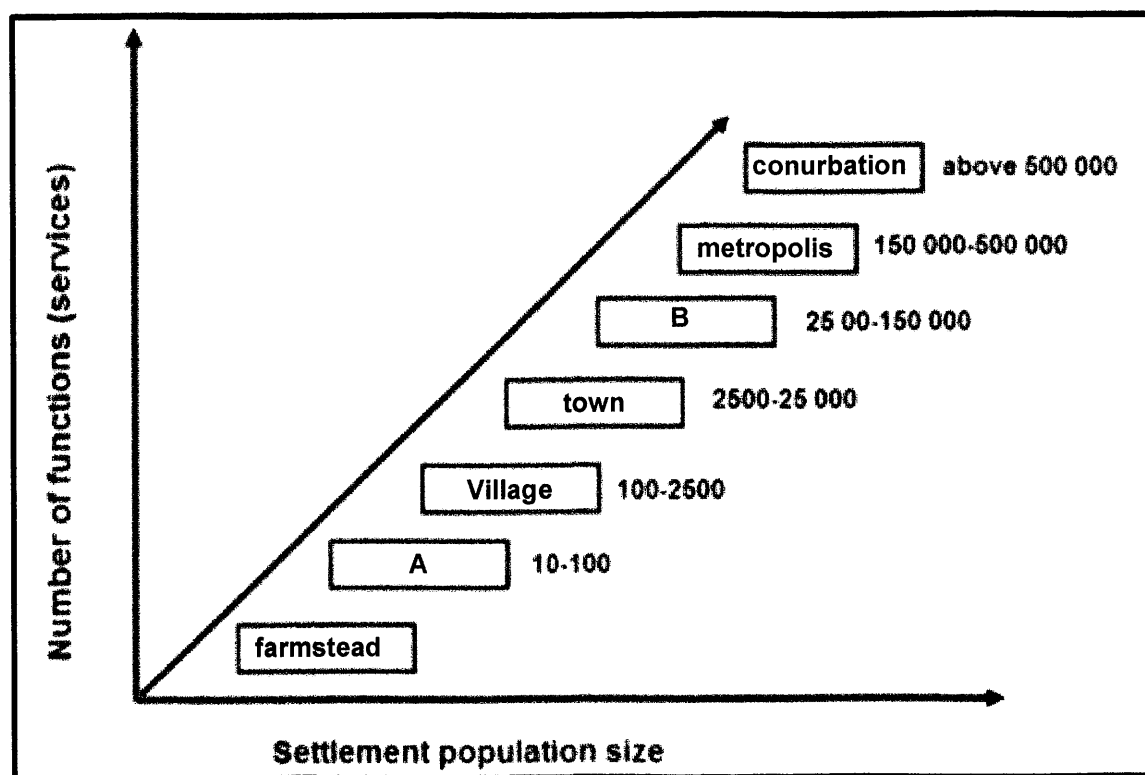 Number of functions (services)
conurbation above 500 000
metropolis 150 000-500 000
B 25 00-150 000
town 2500-25 000
Village 100-2500
A 10-100
farmstead
Settlement population size